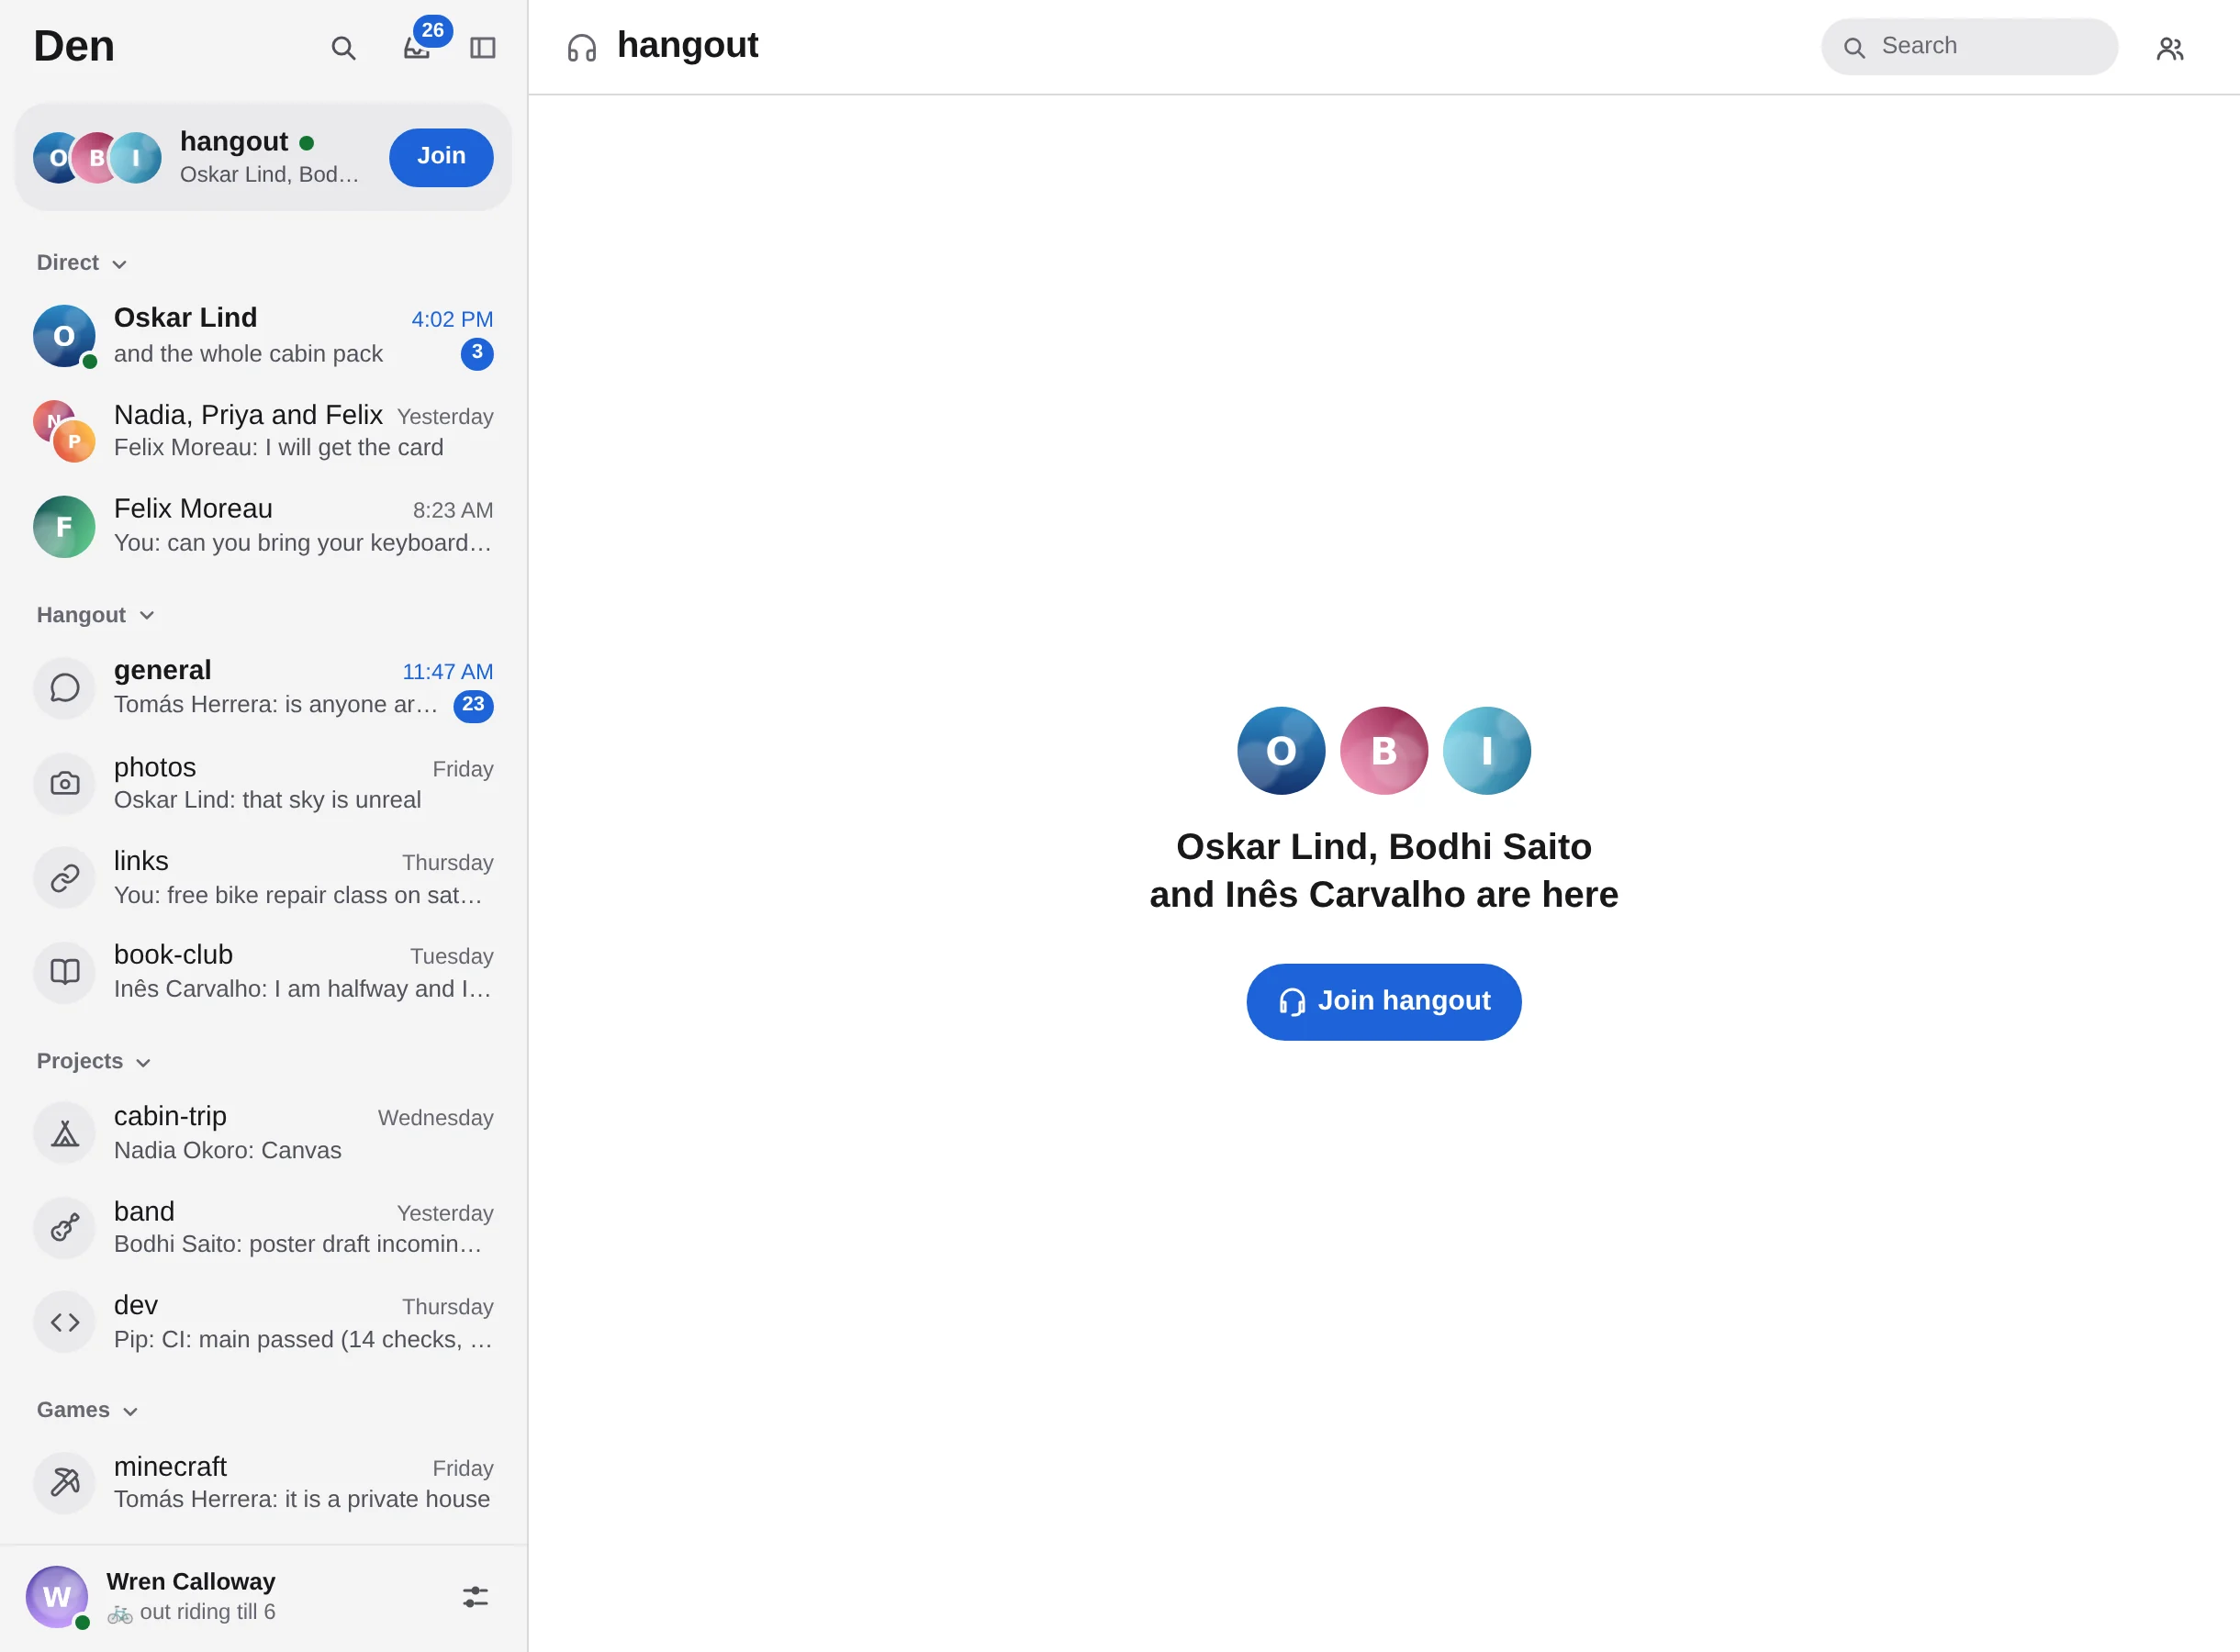 Den
26
hangout
Search
O B I
hangout
Oskar Lind, Bod…
Join
Direct
O
Oskar Lind
4:02 PM
and the whole cabin pack
3
N
P
Nadia, Priya and Felix
Yesterday
Felix Moreau: I will get the card
F
Felix Moreau
8:23 AM
You: can you bring your keyboard…
Hangout
general
11:47 AM
Tomás Herrera: is anyone ar…
23
photos
Friday
Oskar Lind: that sky is unreal
links
Thursday
You: free bike repair class on sat…
book-club
Tuesday
Inês Carvalho: I am halfway and I…
Projects
cabin-trip
Wednesday
Nadia Okoro: Canvas
band
Yesterday
Bodhi Saito: poster draft incomin…
dev
Thursday
Pip: CI: main passed (14 checks, …
Games
minecraft
Friday
Tomás Herrera: it is a private house
W
Wren Calloway
🚲 out riding till 6
O B I
Oskar Lind, Bodhi Saito
and Inês Carvalho are here
Join hangout